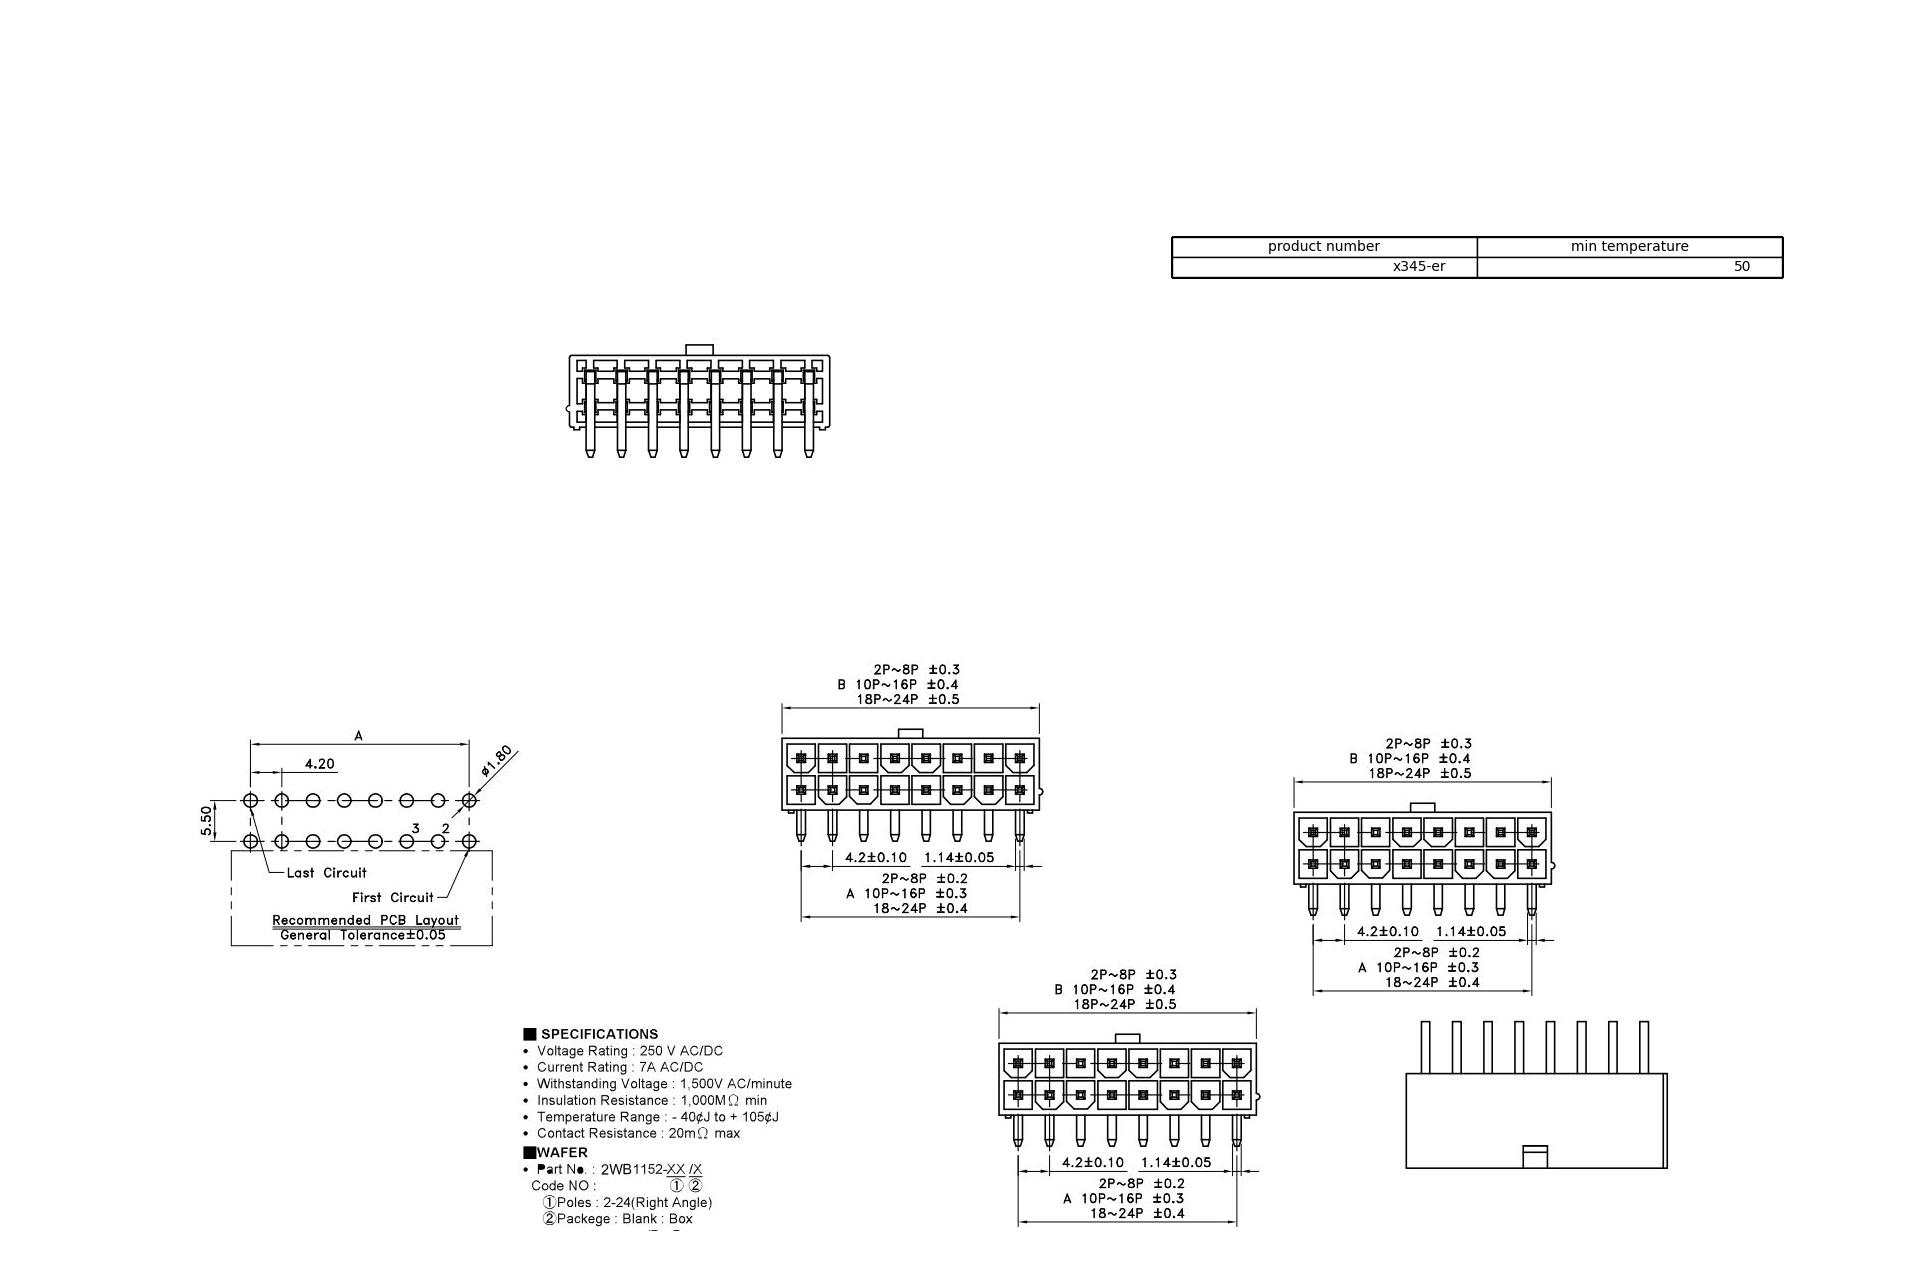 product number min temperature
x345-er 50
2P~8P ±0.3
B 10P~16P ±0.4
18P~24P ±0.5
4.2±0.10 1.14±0.05
2P~8P ±0.2
A 10P~16P ±0.3
18~24P ±0.4
A
4.20
ø1.80
5.50
3 2
Last Circuit
First Circuit
Recommended PCB Layout
General Tolerance±0.05
2P~8P ±0.3
B 10P~16P ±0.4
18P~24P ±0.5
4.2±0.10 1.14±0.05
2P~8P ±0.2
A 10P~16P ±0.3
18~24P ±0.4
2P~8P ±0.3
B 10P~16P ±0.4
18P~24P ±0.5
4.2±0.10 1.14±0.05
2P~8P ±0.2
A 10P~16P ±0.3
18~24P ±0.4
■ SPECIFICATIONS
• Voltage Rating : 250 V AC/DC
• Current Rating : 7A AC/DC
• Withstanding Voltage : 1,500V AC/minute
• Insulation Resistance : 1,000MΩ min
• Temperature Range : - 40¢J to + 105¢J
• Contact Resistance : 20mΩ max
■WAFER
• Part No. : 2WB1152-XX /X
Code NO : ① ②
①Poles : 2-24(Right Angle)
②Packege : Blank : Box